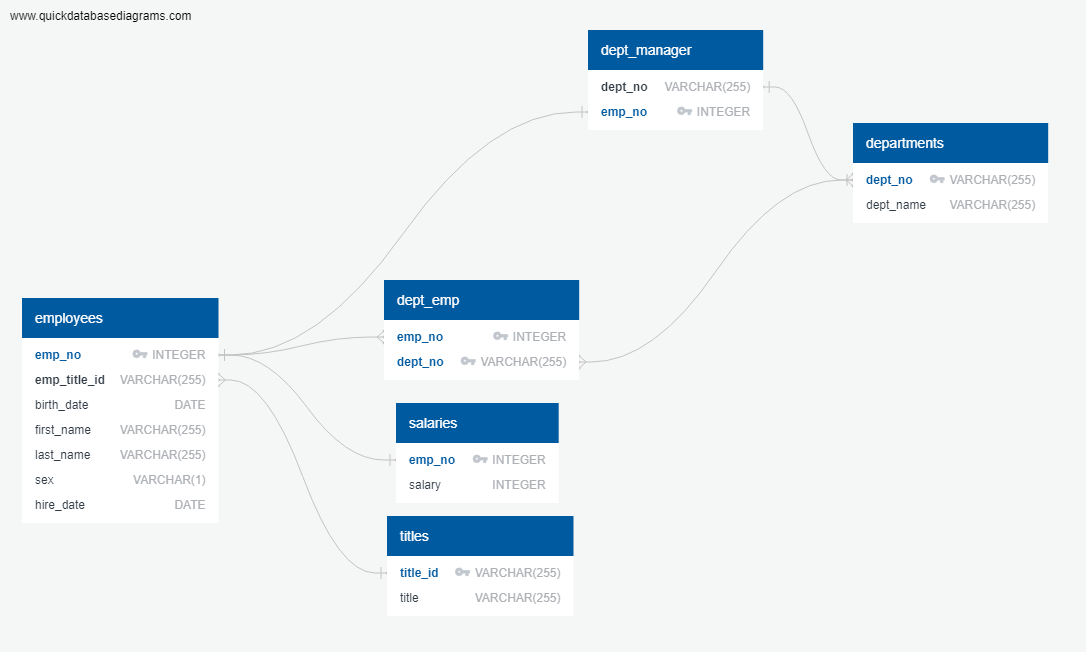 www.quickdatabasediagrams.com
dept_manager
dept_no VARCHAR(255)
emp_no INTEGER
departments
dept_no VARCHAR(255)
dept_name VARCHAR(255)
dept_emp
emp_no INTEGER
dept_no VARCHAR(255)
employees
emp_no INTEGER
emp_title_id VARCHAR(255)
birth_date DATE
first_name VARCHAR(255)
last_name VARCHAR(255)
sex VARCHAR(1)
hire_date DATE
salaries
emp_no INTEGER
salary INTEGER
titles
title_id VARCHAR(255)
title VARCHAR(255)